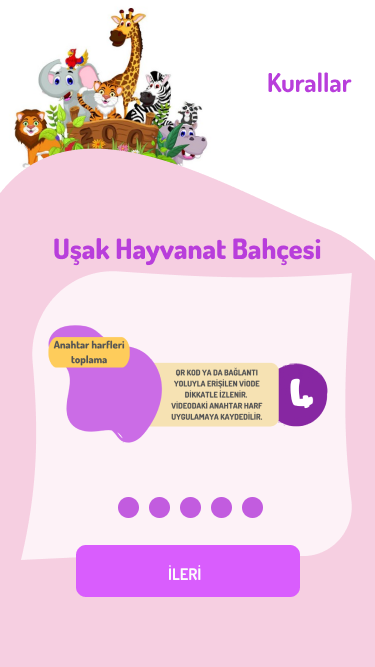 Kurallar
ZOO
Uşak Hayvanat Bahçesi
Anahtar harfleri
toplama
QR KOD YA DA BAĞLANTI
YOLUYLA ERİŞİLEN VİODE
DİKKATLE İZLENİR.
VİDEODAKİ ANAHTAR HARF
UYGULAMAYA KAYDEDİLİR.
4
İLERİ